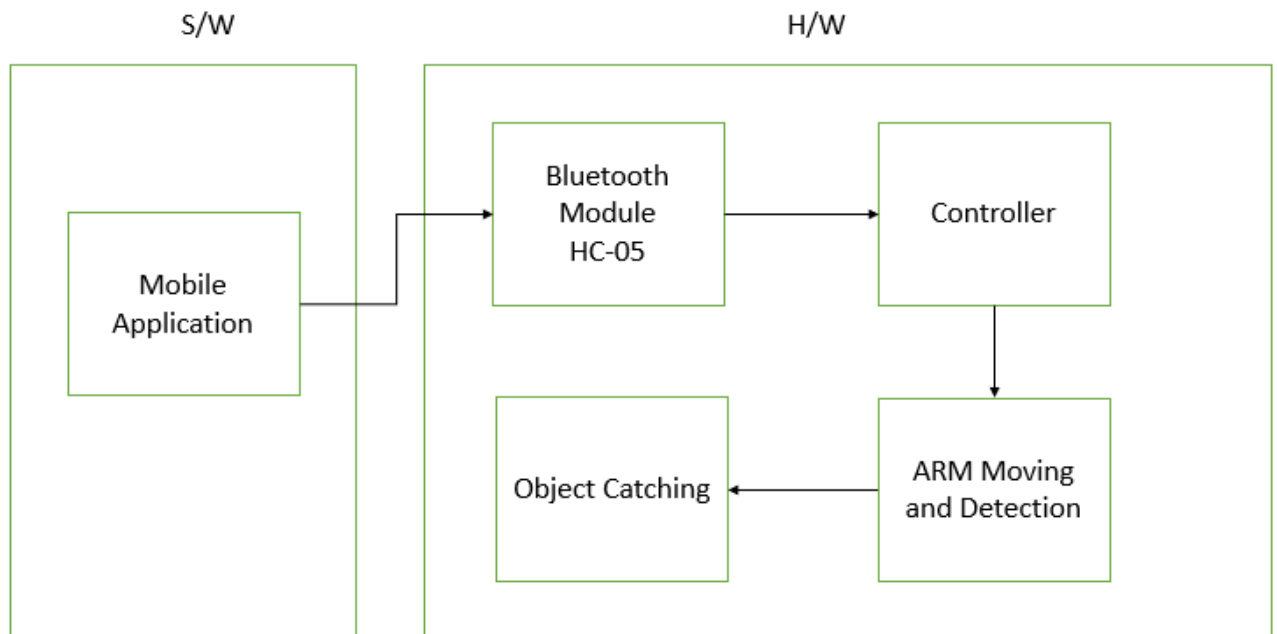 S/W
H/W
Mobile
Application
Bluetooth
Module
HC-05
Controller
Object Catching
ARM Moving
and Detection